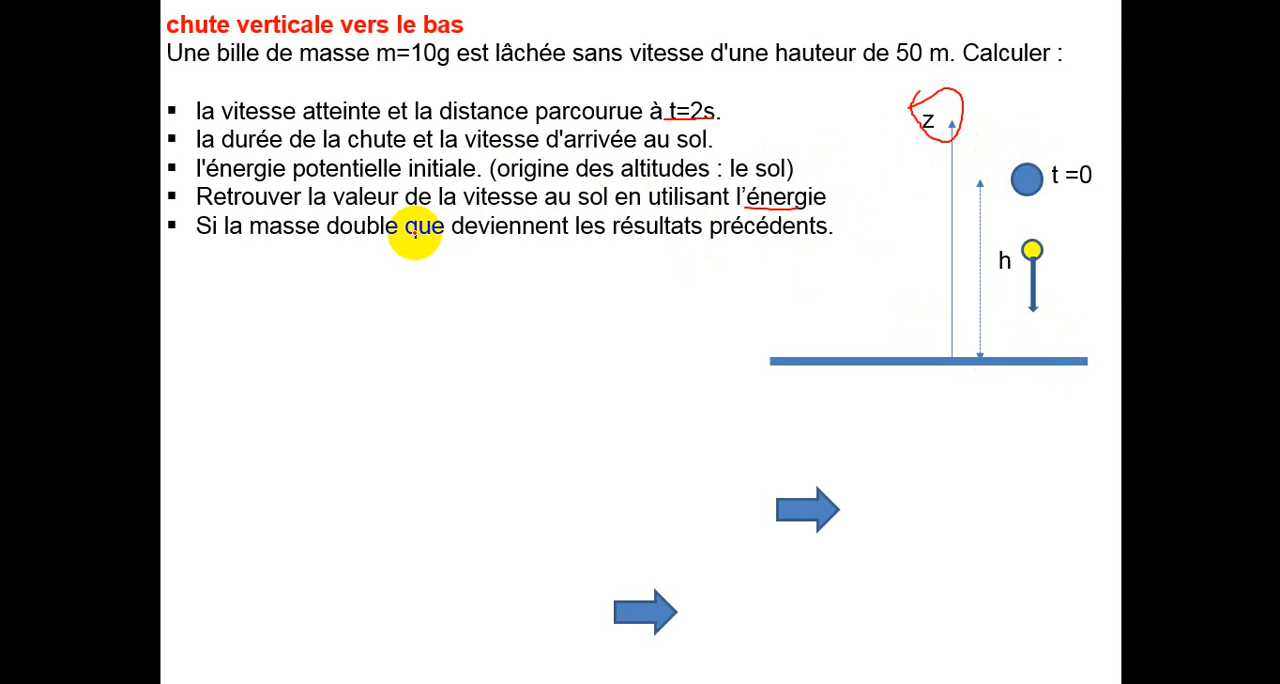 chute verticale vers le bas
Une bille de masse m=10g est lâchée sans vitesse d'une hauteur de 50 m. Calculer :
▪ la vitesse atteinte et la distance parcourue à t=2s.
▪ la durée de la chute et la vitesse d'arrivée au sol.
▪ l'énergie potentielle initiale. (origine des altitudes : le sol)
▪ Retrouver la valeur de la vitesse au sol en utilisant l’énergie
▪ Si la masse double que deviennent les résultats précédents.
z
t =0
h